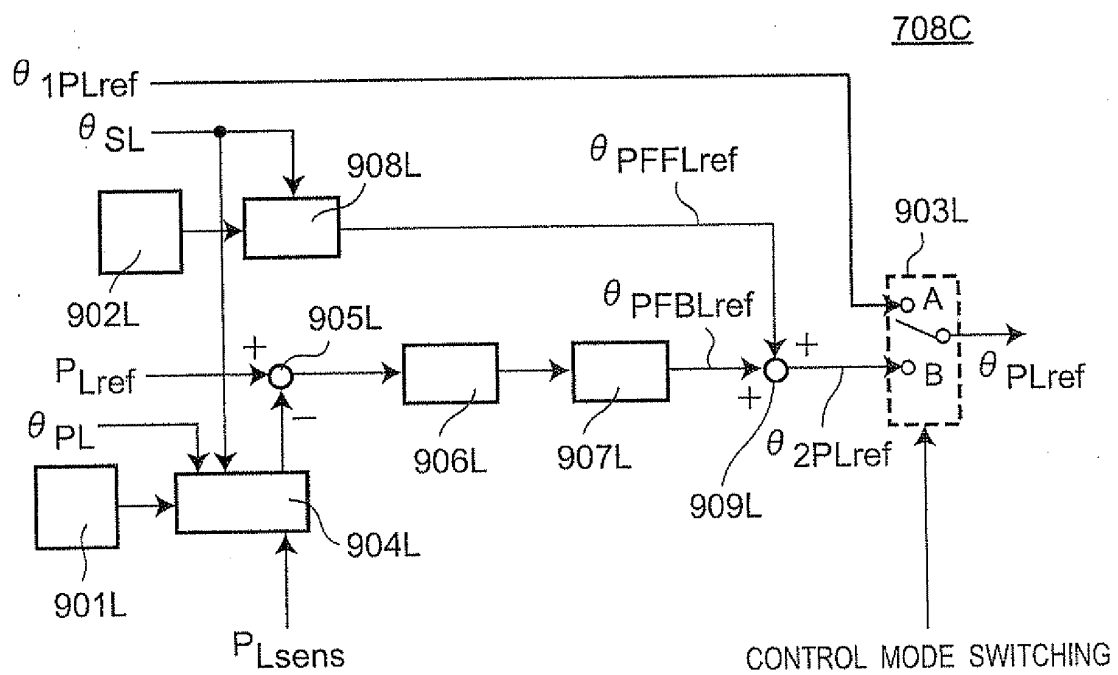 708C
θ 1PLref
θ SL
908L
θ PFFLref
903L
902L
905L
θ PFBLref
A
+
+
P Lref
B
θ PLref
−
+
θ PL
906L
907L
θ 2PLref
909L
904L
901L
P Lsens
CONTROL MODE SWITCHING